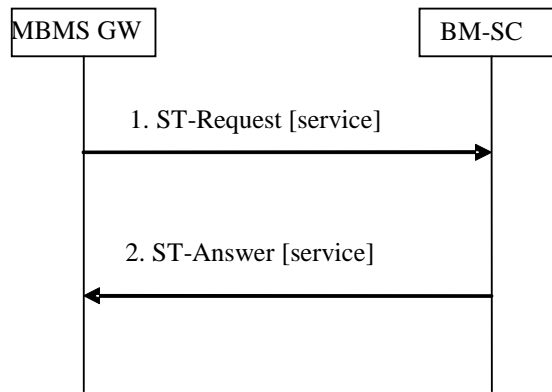 MBMS GW
BM-SC
1. ST-Request [service]
2. ST-Answer [service]